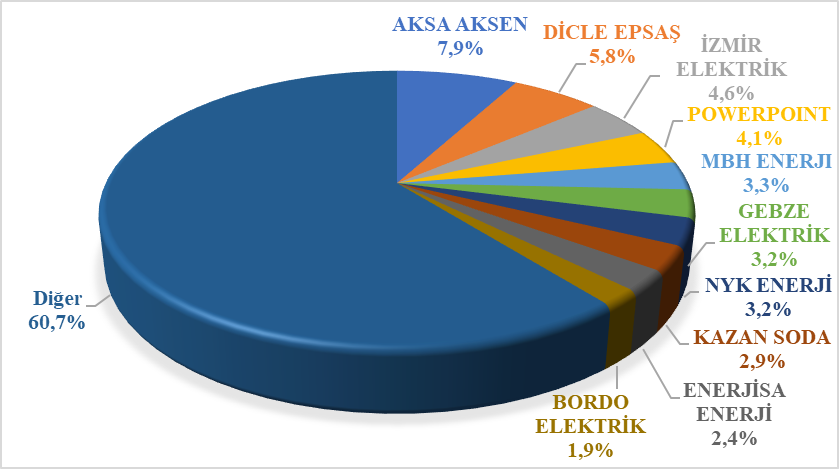 AKSA AKSEN
7,9%
DİCLE EPSAŞ
5,8%
İZMİR
ELEKTRİK
4,6%
POWERPOINT
4,1%
MBH ENERJI
3,3%
GEBZE
ELEKTRİK
3,2%
NYK ENERJİ
3,2%
KAZAN SODA
2,9%
ENERJİSA
ENERJİ
2,4%
BORDO
ELEKTRİK
1,9%
Diğer
60,7%